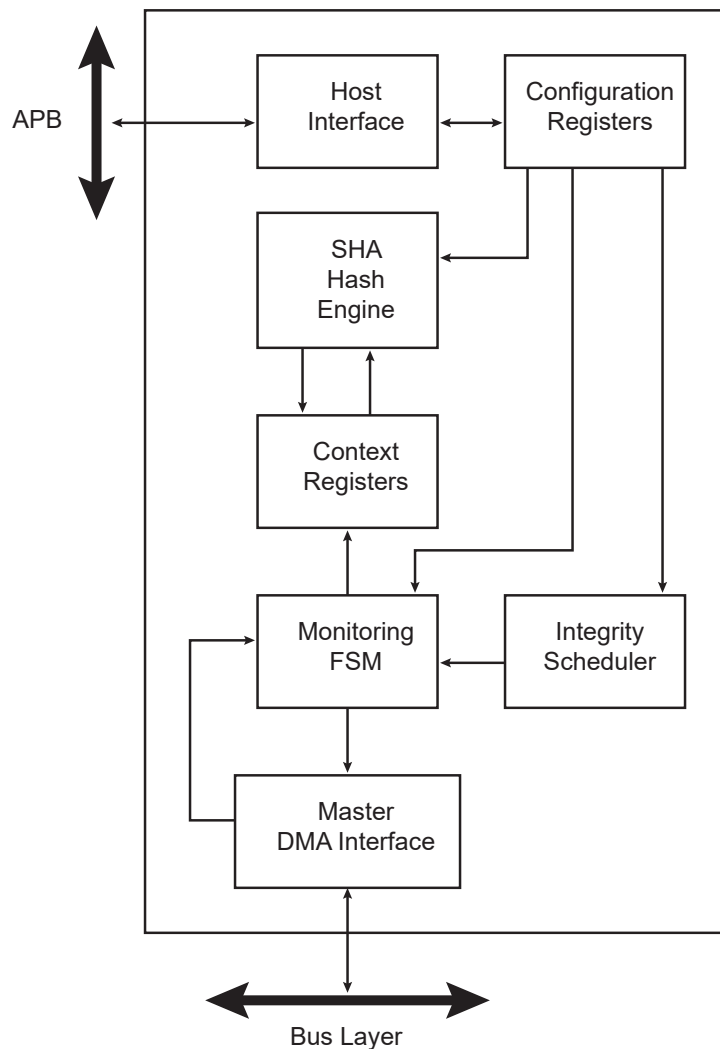 APB
Host
Interface
Configuration
Registers
SHA
Hash
Engine
Context
Registers
Monitoring
FSM
Integrity
Scheduler
Master
DMA Interface
Bus Layer